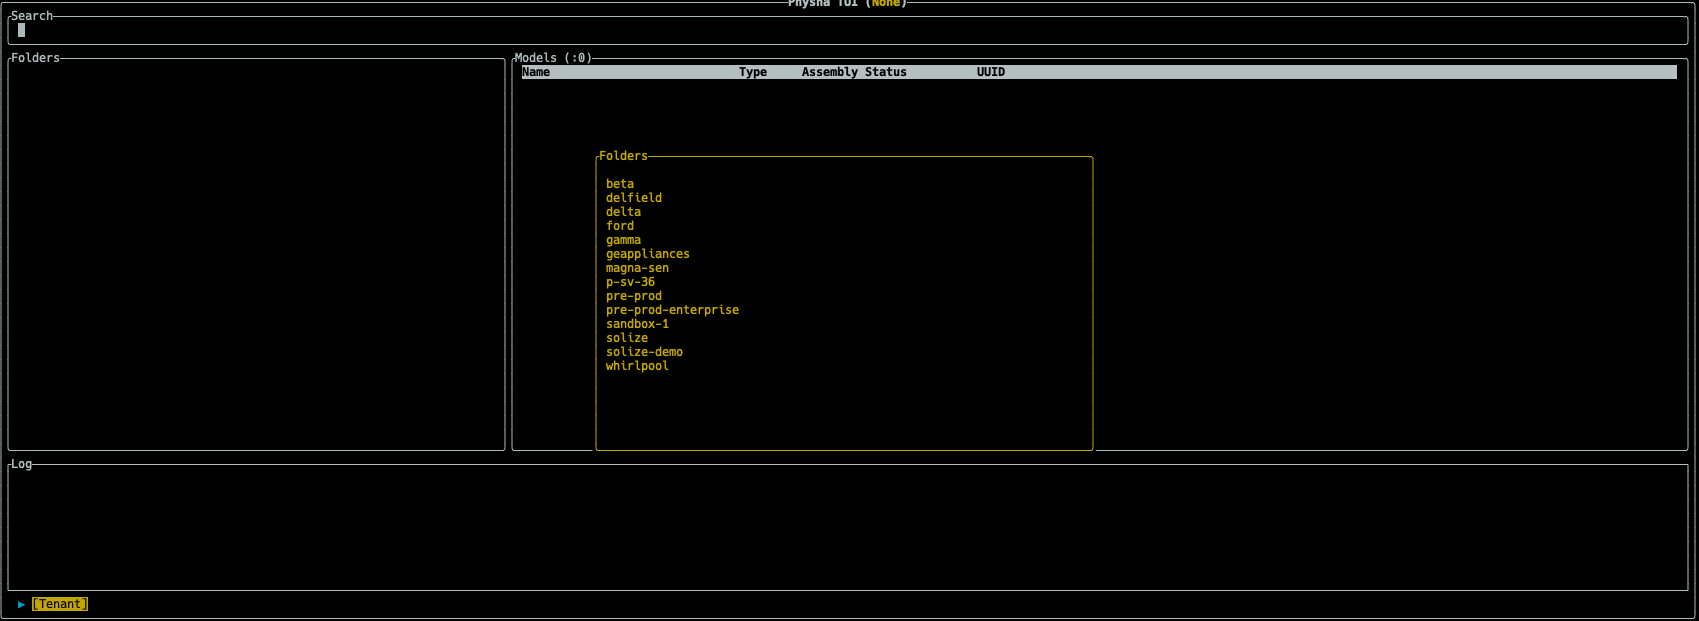 Physna TUI (None)
Search
Folders
Models (:0)
Name Type Assembly Status UUID
Folders
beta
delfield
delta
ford
gamma
geappliances
magna-sen
p-sv-36
pre-prod
pre-prod-enterprise
sandbox-1
solize
solize-demo
whirlpool
Log
▶ [Tenant]